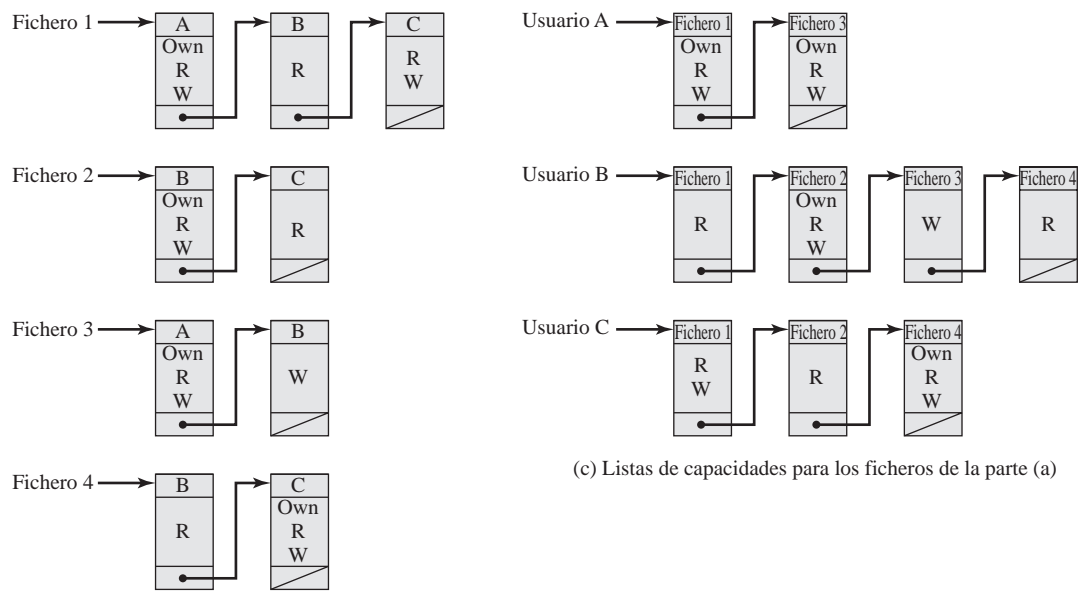 Fichero 1
A
Own
R
W
B
R
C
R
W
Fichero 2
B
Own
R
W
C
R
Fichero 3
A
Own
R
W
B
W
Fichero 4
B
R
C
Own
R
W
Usuario A
Fichero 1
Own
R
W
Fichero 3
Own
R
W
Usuario B
Fichero 1
R
Fichero 2
Own
R
W
Fichero 3
W
Fichero 4
R
Usuario C
Fichero 1
R
W
Fichero 2
R
Fichero 4
Own
R
W
(c) Listas de capacidades para los ficheros de la parte (a)